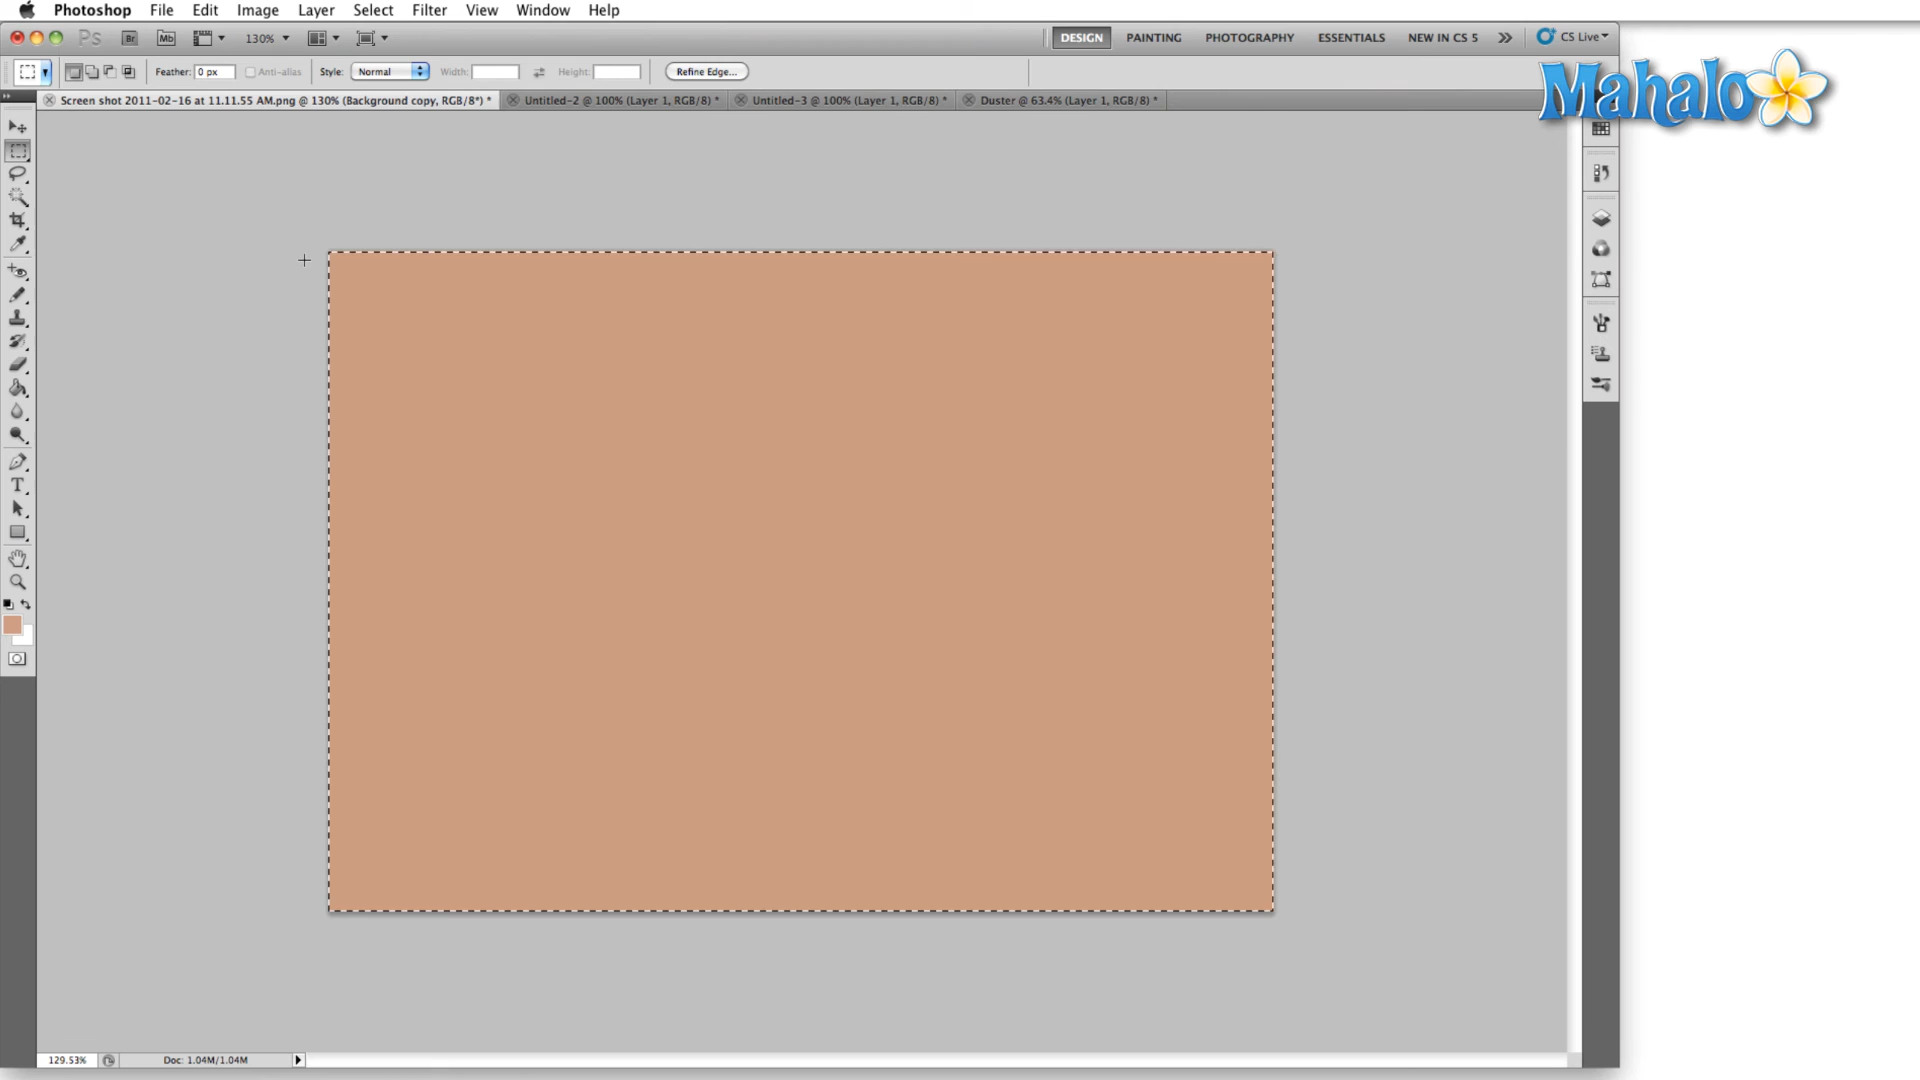 Photoshop File Edit Image Layer Select Filter View Window Help
Ps Br Mb 130% DESIGN PAINTING PHOTOGRAPHY ESSENTIALS NEW IN CS 5 CS Live
Feather: 0 px Anti-alias Style: Normal Width: Height: Refine Edge...
Screen shot 2011-02-16 at 11.11.55 AM.png @ 130% (Background copy, RGB/8*) * Untitled-2 @ 100% (Layer 1, RGB/8) * Untitled-3 @ 100% (Layer 1, RGB/8) * Duster @ 63.4% (Layer 1, RGB/8) *
Mahalo
T
129.53% Doc: 1.04M/1.04M